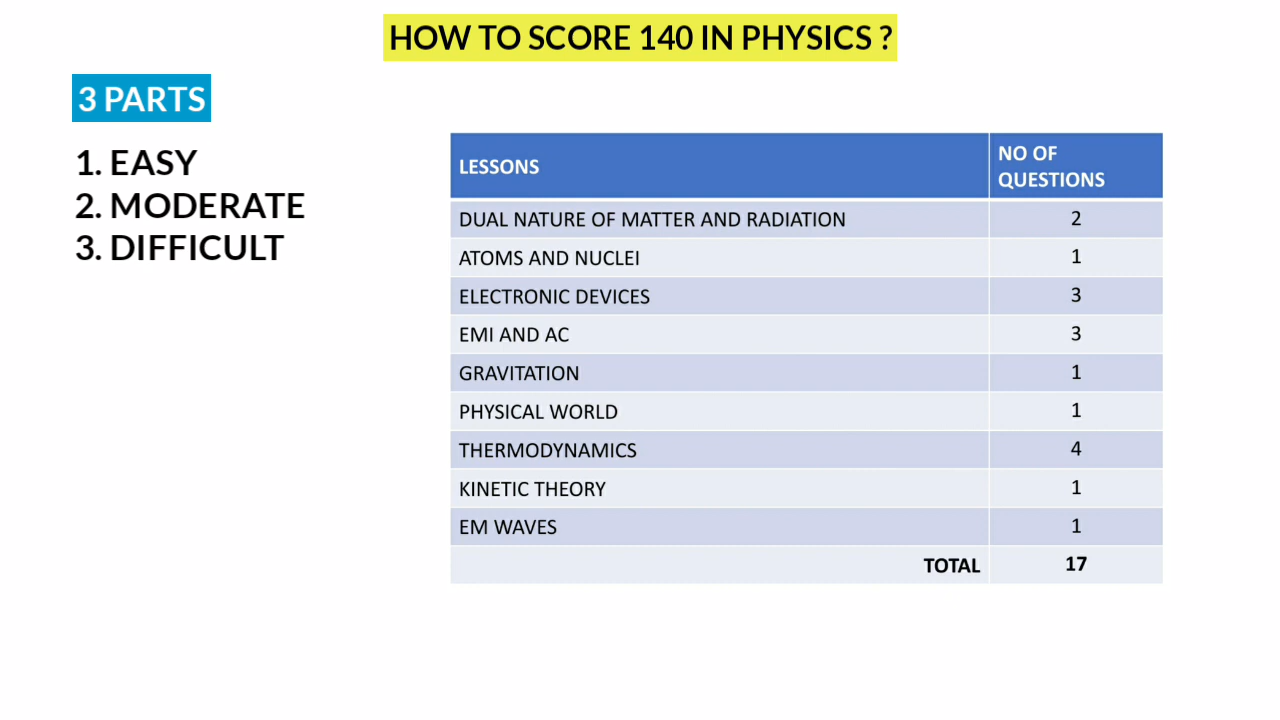 HOW TO SCORE 140 IN PHYSICS ?
3 PARTS
1. EASY
2. MODERATE
3. DIFFICULT
LESSONS NO OF QUESTIONS
DUAL NATURE OF MATTER AND RADIATION 2
ATOMS AND NUCLEI 1
ELECTRONIC DEVICES 3
EMI AND AC 3
GRAVITATION 1
PHYSICAL WORLD 1
THERMODYNAMICS 4
KINETIC THEORY 1
EM WAVES 1
TOTAL 17